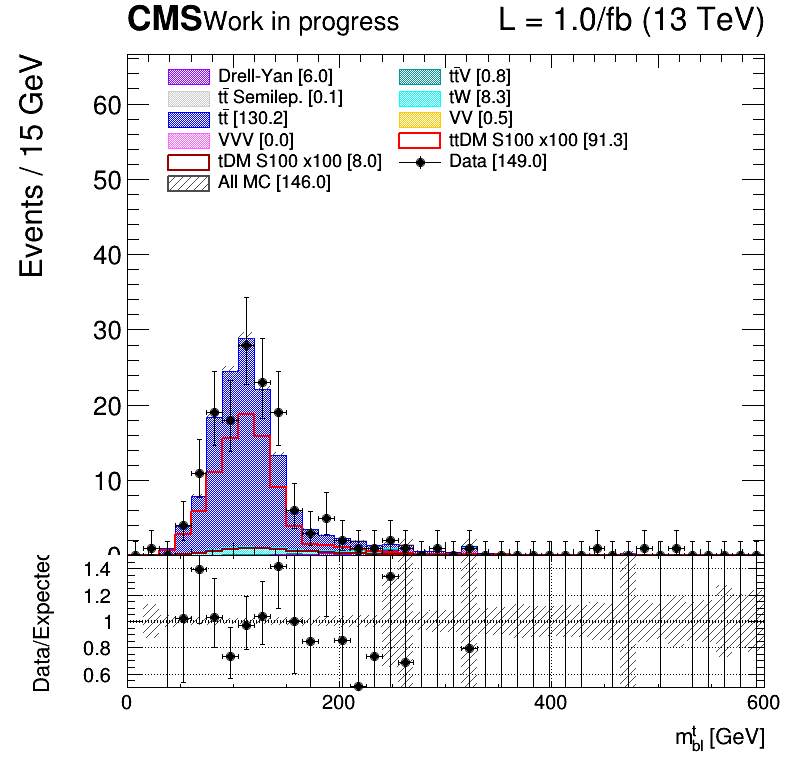 CMS Work in progress L = 1.0/fb (13 TeV)
Events / 15 GeV
Drell-Yan [6.0] tt̄V [0.8]
tt̄ Semilep. [0.1] tW [8.3]
tt̄ [130.2] VV [0.5]
VVV [0.0] ttDM S100 x100 [91.3]
tDM S100 x100 [8.0] Data [149.0]
All MC [146.0]
60
50
40
30
20
10
0
Data/Expected
1.4
1.2
1
0.8
0.6
0 200 400 600
m^t_bl [GeV]